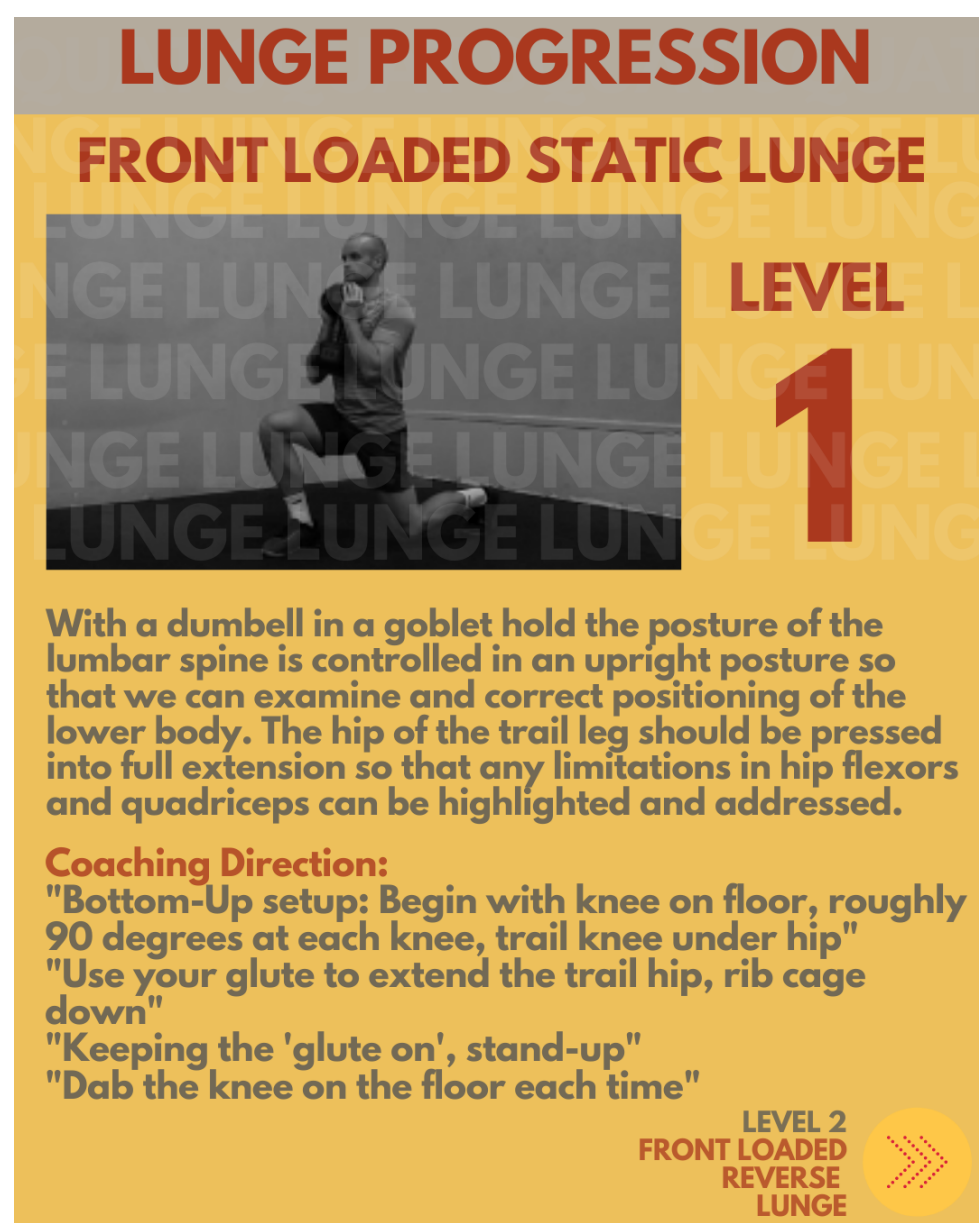 LUNGE PROGRESSION
FRONT LOADED STATIC LUNGE
LEVEL
1
With a dumbell in a goblet hold the posture of the
lumbar spine is controlled in an upright posture so
that we can examine and correct positioning of the
lower body. The hip of the trail leg should be pressed
into full extension so that any limitations in hip flexors
and quadriceps can be highlighted and addressed.
Coaching Direction:
"Bottom-Up setup: Begin with knee on floor, roughly
90 degrees at each knee, trail knee under hip"
"Use your glute to extend the trail hip, rib cage
down"
"Keeping the 'glute on', stand-up"
"Dab the knee on the floor each time"
LEVEL 2
FRONT LOADED
REVERSE
LUNGE